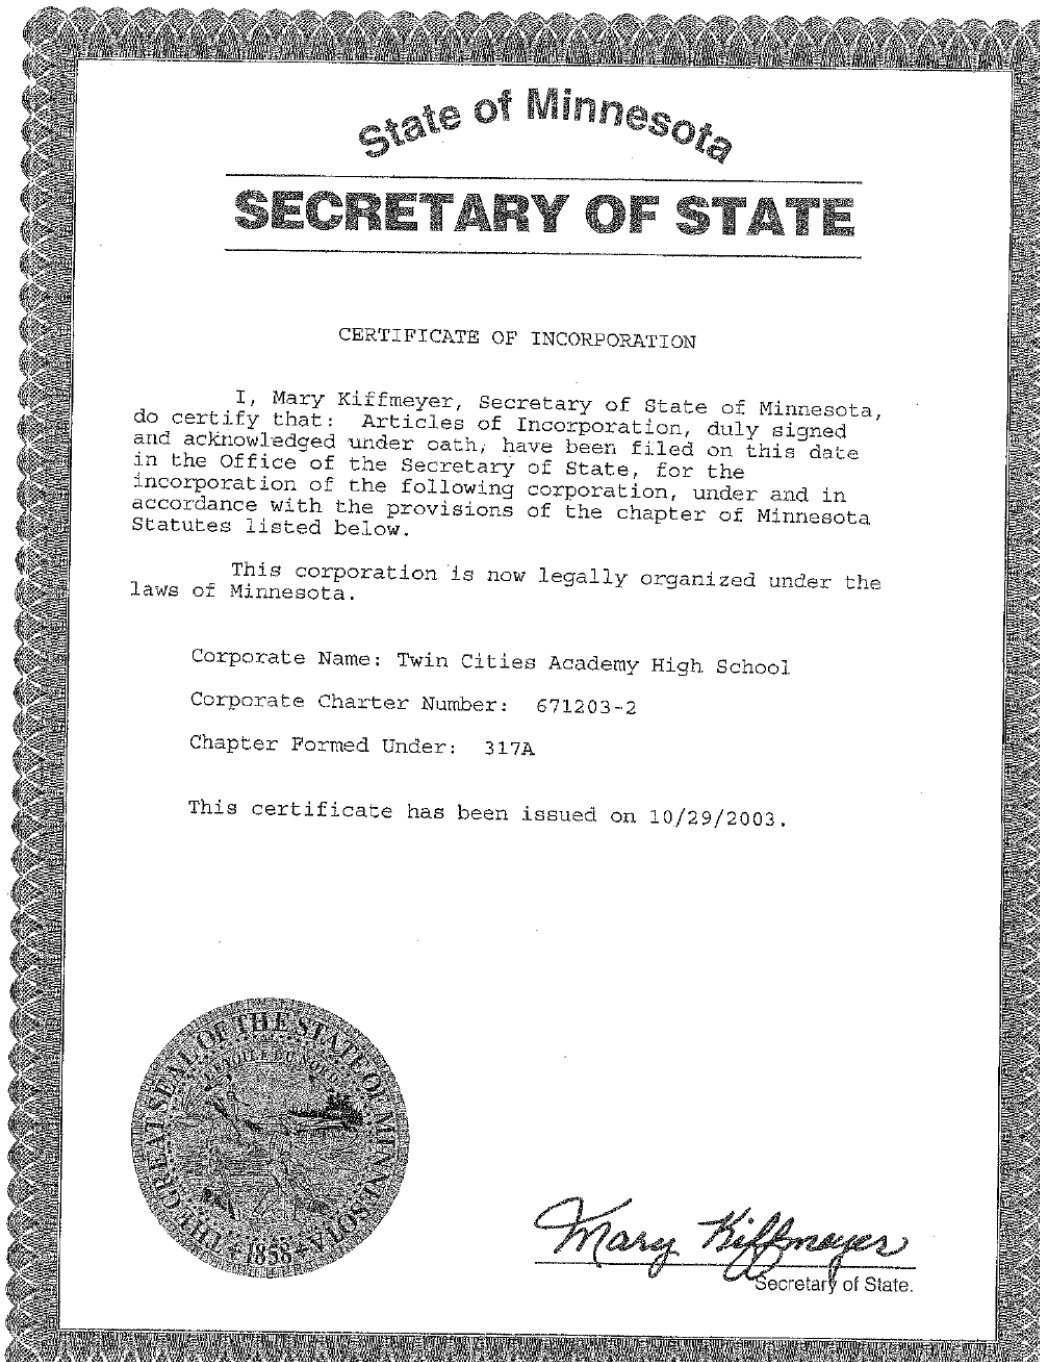 State of Minnesota
SECRETARY OF STATE
CERTIFICATE OF INCORPORATION
I, Mary Kiffmeyer, Secretary of State of Minnesota,
do certify that: Articles of Incorporation, duly signed
and acknowledged under oath, have been filed on this date
in the Office of the Secretary of State, for the
incorporation of the following corporation, under and in
accordance with the provisions of the chapter of Minnesota
Statutes listed below.
This corporation is now legally organized under the
laws of Minnesota.
Corporate Name: Twin Cities Academy High School
Corporate Charter Number: 671203-2
Chapter Formed Under: 317A
This certificate has been issued on 10/29/2003.
THE GREAT SEAL OF THE STATE OF MINNESOTA
L'ETOILE DU NORD
1858
Mary Kiffmeyer
Secretary of State.